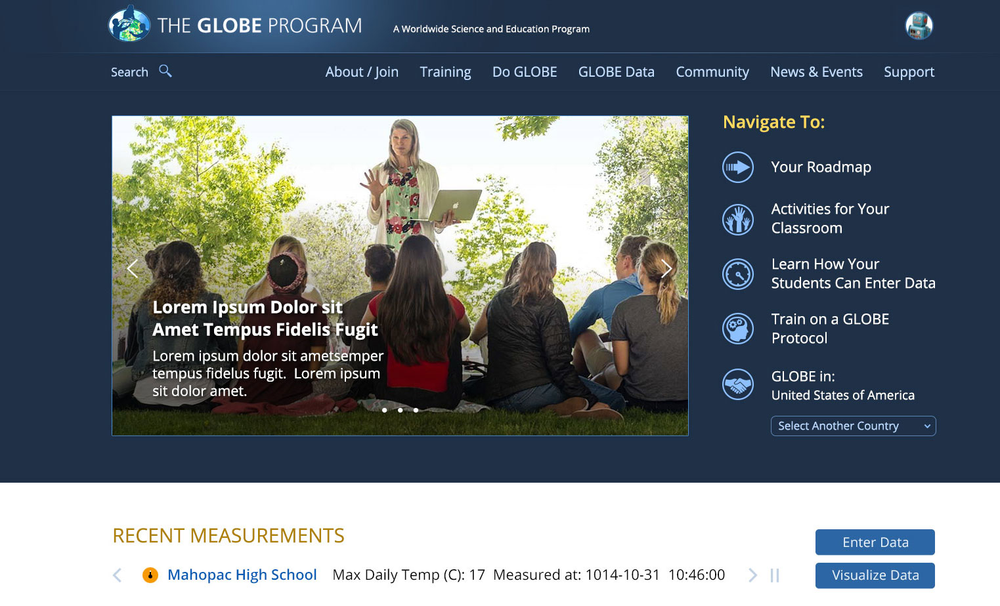 THE GLOBE PROGRAM
A Worldwide Science and Education Program
Search
About / Join
Training
Do GLOBE
GLOBE Data
Community
News & Events
Support
Lorem Ipsum Dolor sit
Amet Tempus Fidelis Fugit
Lorem ipsum dolor sit ametsemper
tempus fidelus fugit.  Lorem ipsum
sit dolor amet.
Navigate To:
Your Roadmap
Activities for Your
Classroom
Learn How Your
Students Can Enter Data
Train on a GLOBE
Protocol
GLOBE in:
United States of America
Select Another Country
RECENT MEASUREMENTS
Mahopac High School   Max Daily Temp (C): 17  Measured at: 1014-10-31  10:46:00
Enter Data
Visualize Data